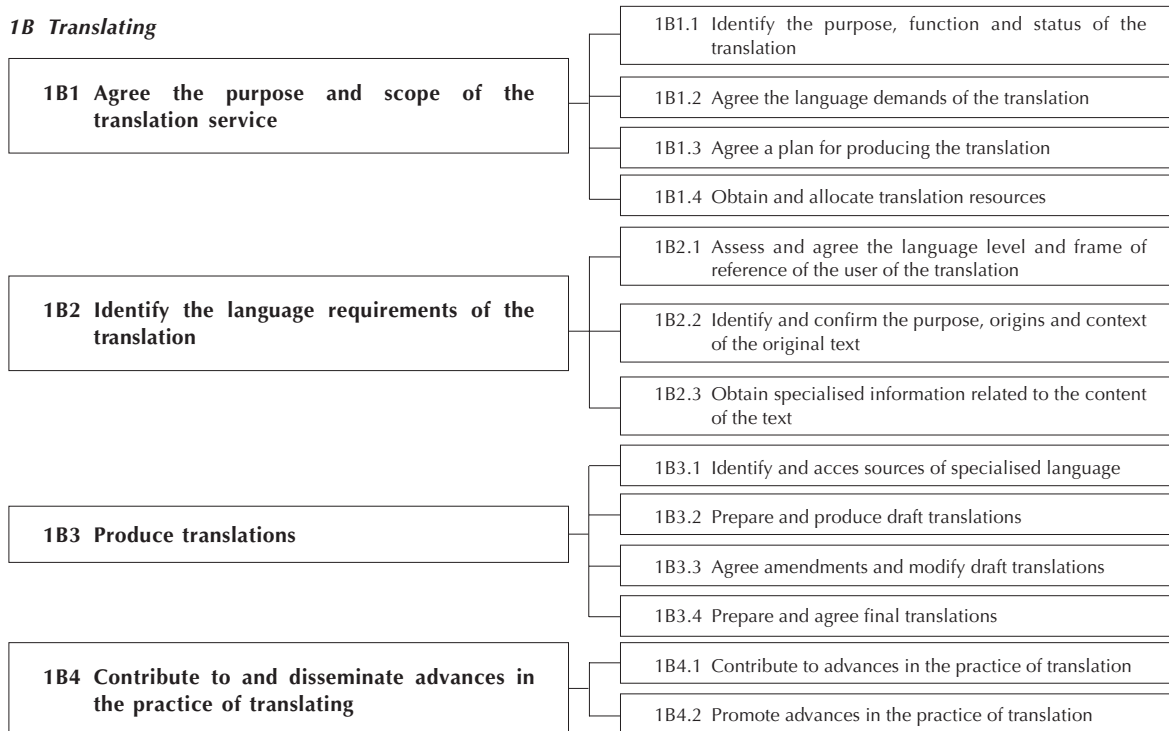 1B Translating
1B1 Agree the purpose and scope of the
translation service
1B1.1 Identify the purpose, function and status of the
translation
1B1.2 Agree the language demands of the translation
1B1.3 Agree a plan for producing the translation
1B1.4 Obtain and allocate translation resources
1B2 Identify the language requirements of the
translation
1B2.1 Assess and agree the language level and frame of
reference of the user of the translation
1B2.2 Identify and confirm the purpose, origins and context
of the original text
1B2.3 Obtain specialised information related to the content
of the text
1B3 Produce translations
1B3.1 Identify and acces sources of specialised language
1B3.2 Prepare and produce draft translations
1B3.3 Agree amendments and modify draft translations
1B3.4 Prepare and agree final translations
1B4 Contribute to and disseminate advances in
the practice of translating
1B4.1 Contribute to advances in the practice of translation
1B4.2 Promote advances in the practice of translation